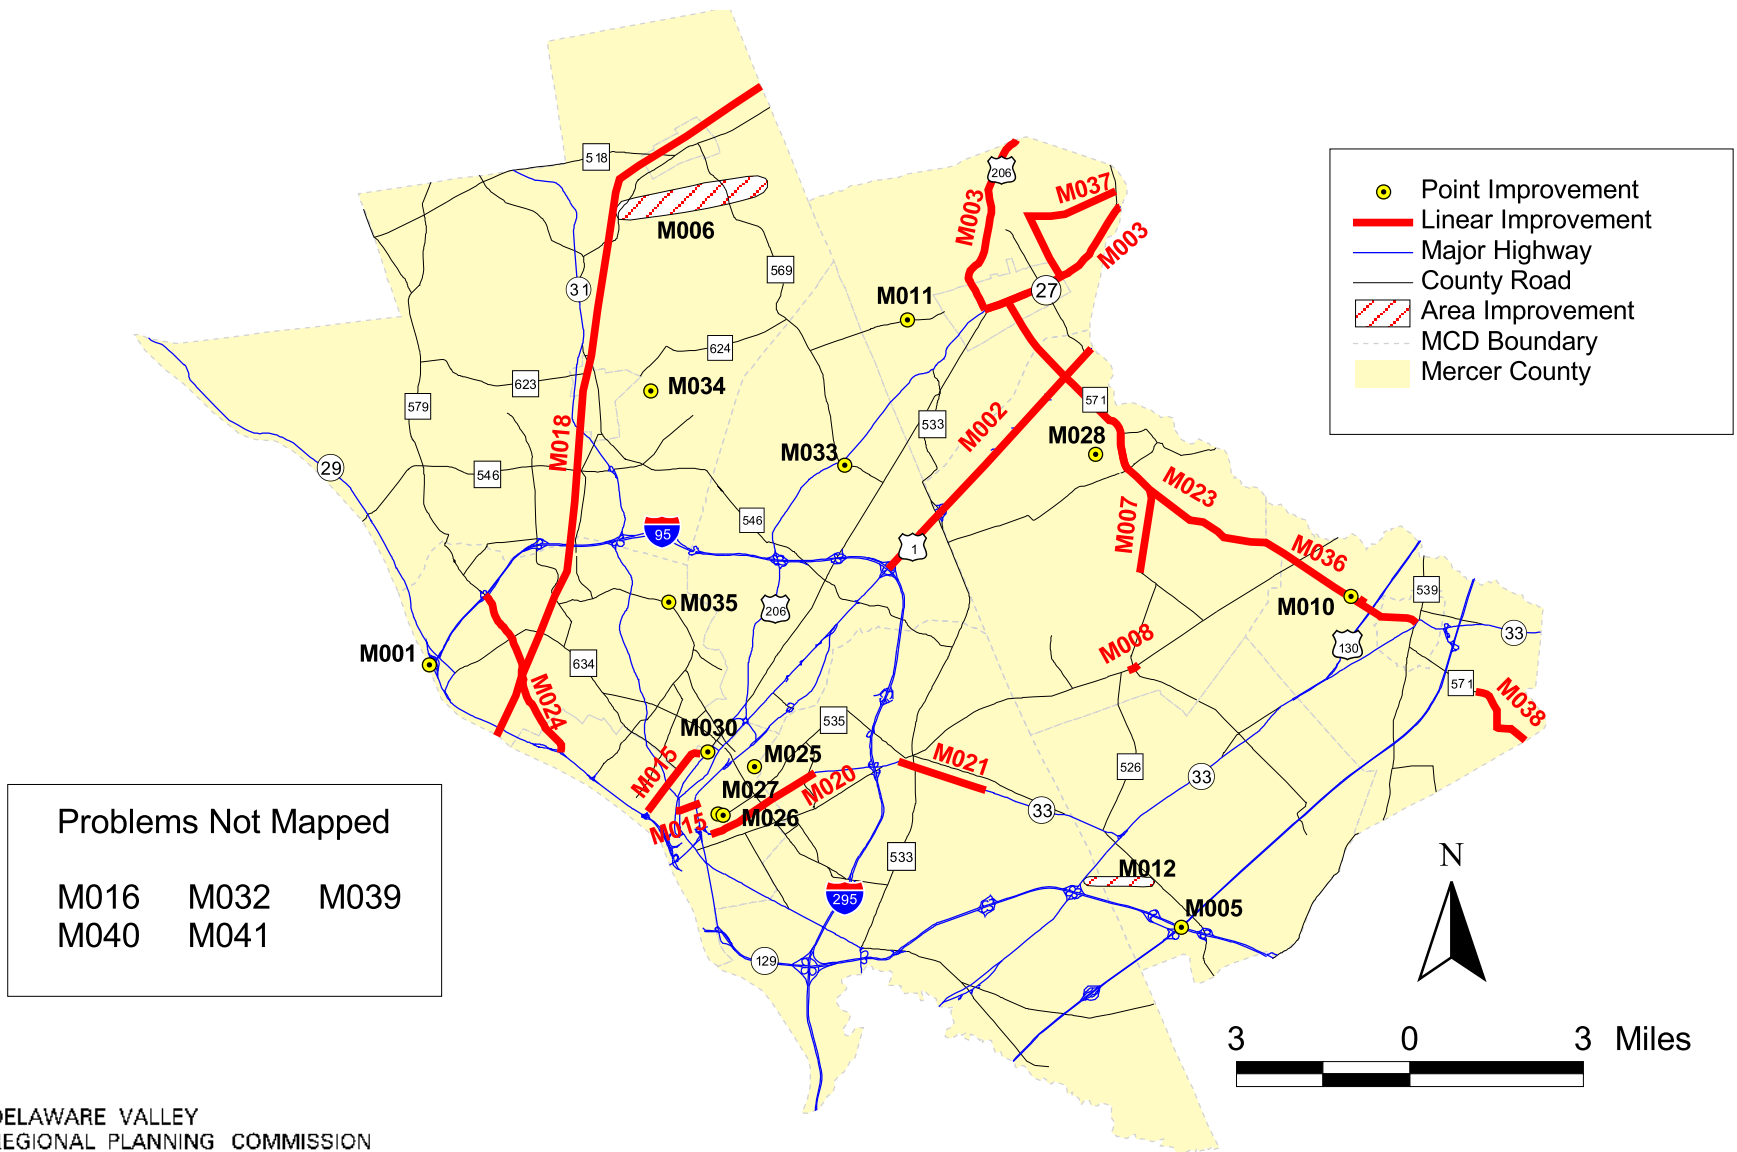 518
206
M037
M003
M003
M006
569
31
27
M011
624
623
M034
579
571
533
M002
M028
M018
M033
29
546
M023
546
M007
95
1
M036
539
M010
M035
206
33
M008
130
M001
634
571
M024
M038
M030
535
M025
M015
M021
526
33
M020
M027
M026
33
M015
533
M012
295
M005
129
Point Improvement
Linear Improvement
Major Highway
County Road
Area Improvement
MCD Boundary
Mercer County
Problems Not Mapped
M016 M032 M039
M040 M041
N
3 0 3 Miles
DELAWARE VALLEY
REGIONAL PLANNING COMMISSION